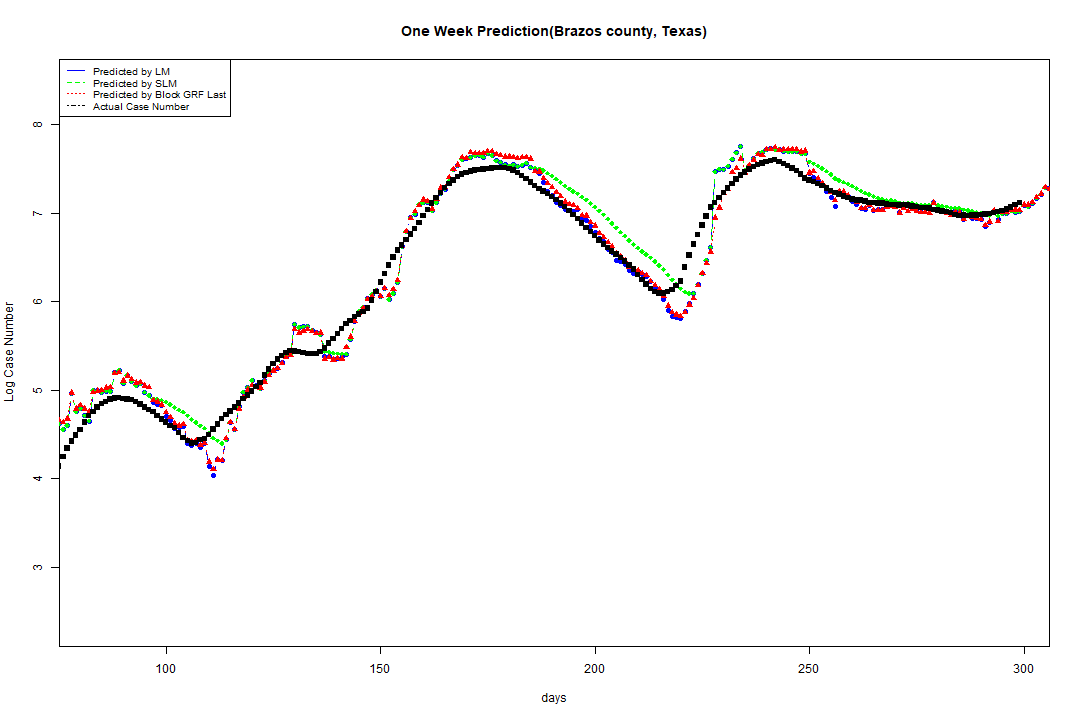 One Week Prediction(Brazos county, Texas)
Predicted by LM
Predicted by SLM
Predicted by Block GRF Last
Actual Case Number
8
7
6
5
4
3
Log Case Number
100 150 200 250 300
days